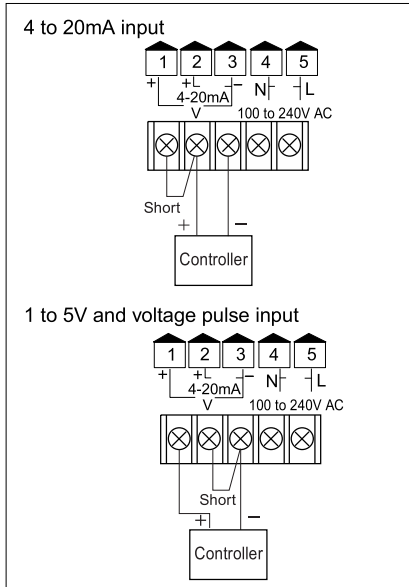 4 to 20mA input
1 2 3 4 5
+ + − N L
4-20mA
V 100 to 240V AC
Short
+ −
Controller
1 to 5V and voltage pulse input
1 2 3 4 5
+ + − N L
4-20mA
V 100 to 240V AC
Short
+ −
Controller